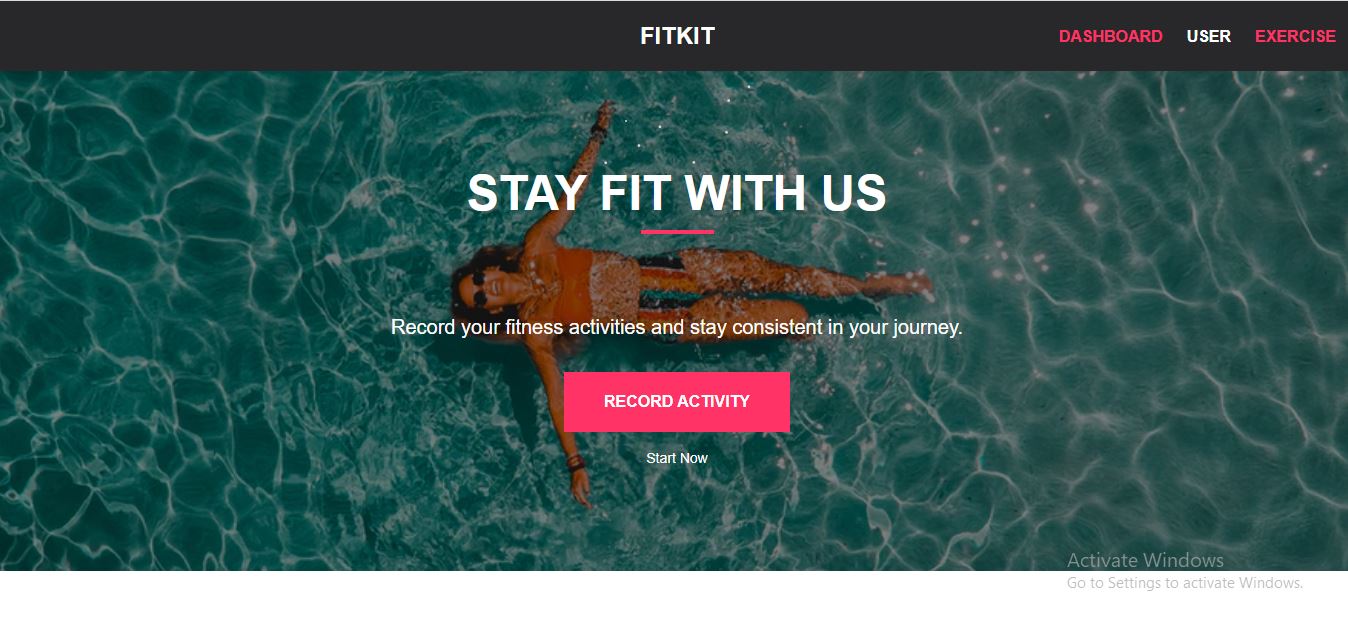 FITKIT
DASHBOARD USER EXERCISE
STAY FIT WITH US
Record your fitness activities and stay consistent in your journey.
RECORD ACTIVITY
Start Now
Activate Windows
Go to Settings to activate Windows.